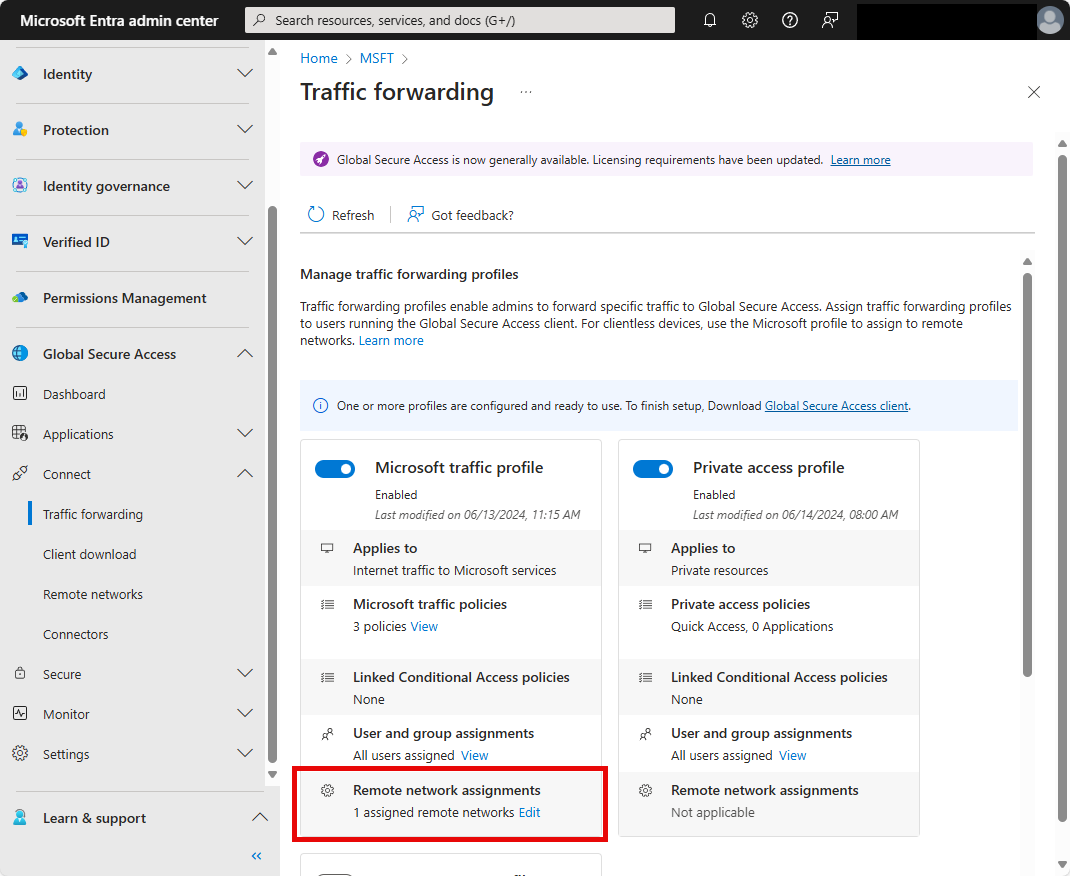 Microsoft Entra admin center
Search resources, services, and docs (G+/)
Identity
Protection
Identity governance
Verified ID
Permissions Management
Global Secure Access
Dashboard
Applications
Connect
Traffic forwarding
Client download
Remote networks
Connectors
Secure
Monitor
Settings
Learn & support
Home > MSFT >
Traffic forwarding ...
Global Secure Access is now generally available. Licensing requirements have been updated. Learn more
Refresh
Got feedback?
Manage traffic forwarding profiles
Traffic forwarding profiles enable admins to forward specific traffic to Global Secure Access. Assign traffic forwarding profiles
to users running the Global Secure Access client. For clientless devices, use the Microsoft profile to assign to remote
networks. Learn more
One or more profiles are configured and ready to use. To finish setup, Download Global Secure Access client.
Microsoft traffic profile
Enabled
Last modified on 06/13/2024, 11:15 AM
Applies to
Internet traffic to Microsoft services
Microsoft traffic policies
3 policies View
Linked Conditional Access policies
None
User and group assignments
All users assigned View
Remote network assignments
1 assigned remote networks Edit
Private access profile
Enabled
Last modified on 06/14/2024, 08:00 AM
Applies to
Private resources
Private access policies
Quick Access, 0 Applications
Linked Conditional Access policies
None
User and group assignments
All users assigned View
Remote network assignments
Not applicable